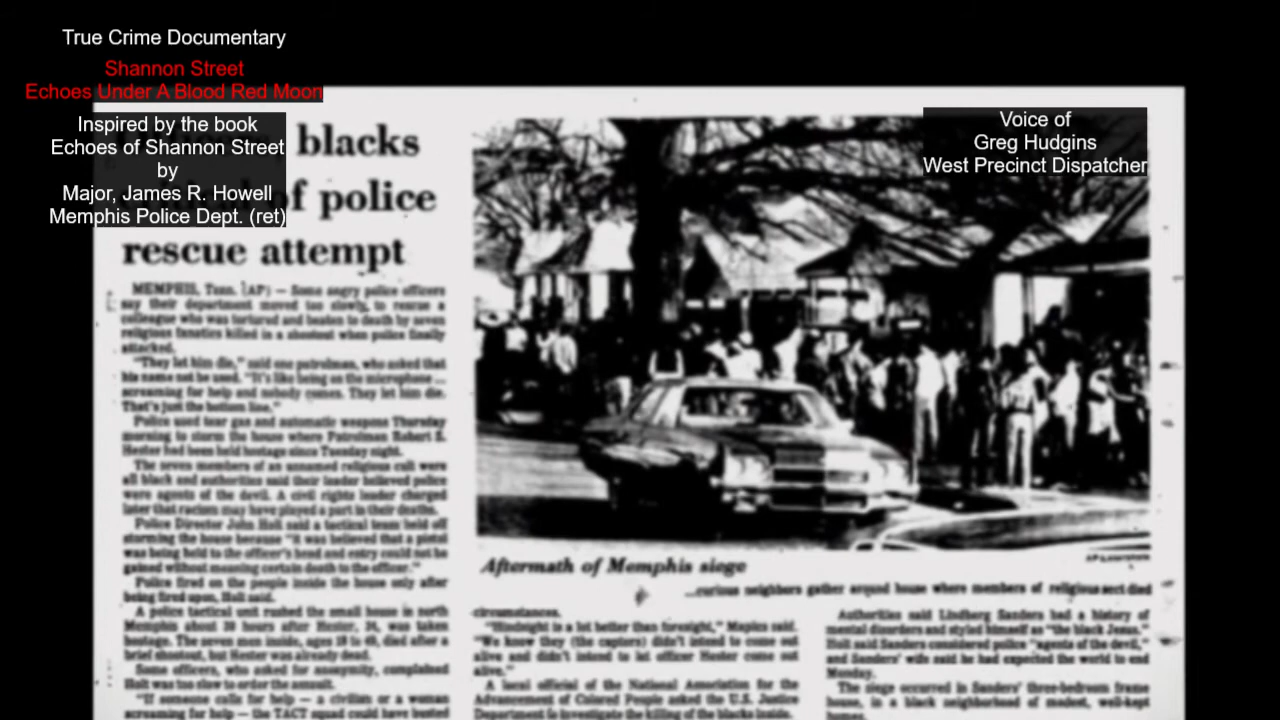 True Crime Documentary
Shannon Street
Echoes Under A Blood Red Moon
Inspired by the book
Echoes of Shannon Street
by
Major, James R. Howell
Memphis Police Dept. (ret)
Voice of
Greg Hudgins
West Precinct Dispatcher
blacks
of police
rescue attempt
MEMPHIS, Tenn. (AP) — Some angry police officers
say their department moved too slowly, to rescue a
colleague who was tortured and beaten to death by seven
religious fanatics killed in a shootout when police finally
attacked.
"They let him die," said one patrolman, who asked that
his name not be used. "It's like being on the microphone ...
screaming for help and nobody comes. They let him die.
That's just the bottom line."
Police used tear gas and automatic weapons Thursday
morning to storm the house where Patrolman Robert S.
Hester had been held hostage since Tuesday night.
The seven members of an unnamed religious cult were
all black and authorities said their leader believed police
were agents of the devil. A civil rights leader charged
later that racism may have played a part in their deaths.
Police Director John Holt said a tactical team held off
storming the house because "it was believed that a pistol
was being held to the officer's head and entry could not be
gained without meaning certain death to the officer."
Police fired on the people inside the house only after
being fired upon, Holt said.
A police tactical unit rushed the small house in north
Memphis about 30 hours after Hester, 34, was taken
hostage. The seven men inside, ages 18 to 49, died after a
brief shootout, but Hester was already dead.
Some officers, who asked for anonymity, complained
Holt was too slow to order the assault.
"If someone calls for help — a civilian or a woman
screaming for help — the TACT squad could have busted
Aftermath of Memphis siege
...curious neighbors gather around house where members of religious sect died
circumstances.
"Hindsight is a lot better than foresight," Maples said.
"We know they (the captors) didn't intend to come out
alive and didn't intend to let officer Hester come out
alive."
A local official of the National Association for the
Advancement of Colored People asked the U.S. Justice
Department to investigate the killing of the blacks inside.
Authorities said Lindberg Sanders had a history of
mental disorders and styled himself as "the black Jesus."
Holt said Sanders considered police "agents of the devil,"
and Sanders' wife said he had expected the world to end
Monday.
The siege occurred in Sanders' three-bedroom frame
house, in a black neighborhood of modest, well-kept
homes.